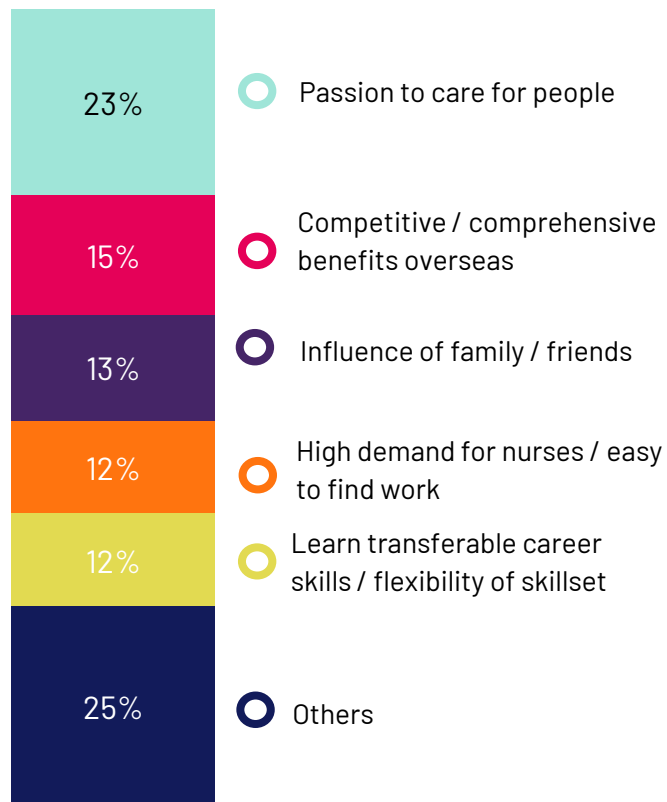 23%
Passion to care for people
15%
Competitive / comprehensive
benefits overseas
13%
Influence of family / friends
12%
High demand for nurses / easy
to find work
12%
Learn transferable career
skills / flexibility of skillset
25%
Others